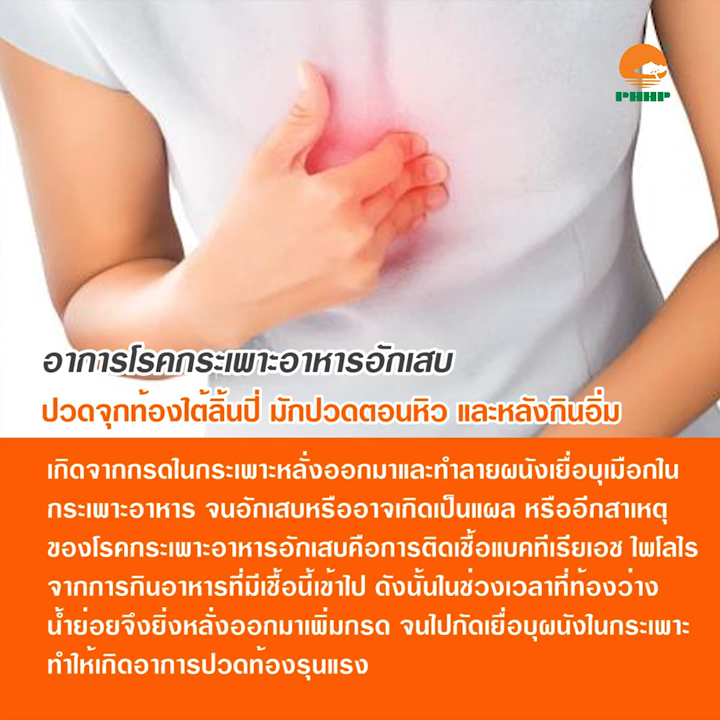 PHHP
อาการโรคกระเพาะอาหารอักเสบ
ปวดจุกท้องใต้ลิ้นปี่ มักปวดตอนหิว และหลังกินอิ่ม
เกิดจากกรดในกระเพาะหลั่งออกมาและทำลายผนังเยื่อบุเมือกใน
กระเพาะอาหาร จนอักเสบหรืออาจเกิดเป็นแผล หรืออีกสาเหตุ
ของโรคกระเพาะอาหารอักเสบคือการติดเชื้อแบคทีเรียเอช ไพโลไร
จากการกินอาหารที่มีเชื้อนี้เข้าไป ดังนั้นในช่วงเวลาที่ท้องว่าง
น้ำย่อยจึงยิ่งหลั่งออกมาเพิ่มกรด จนไปกัดเยื่อบุผนังในกระเพาะ
ทำให้เกิดอาการปวดท้องรุนแรง